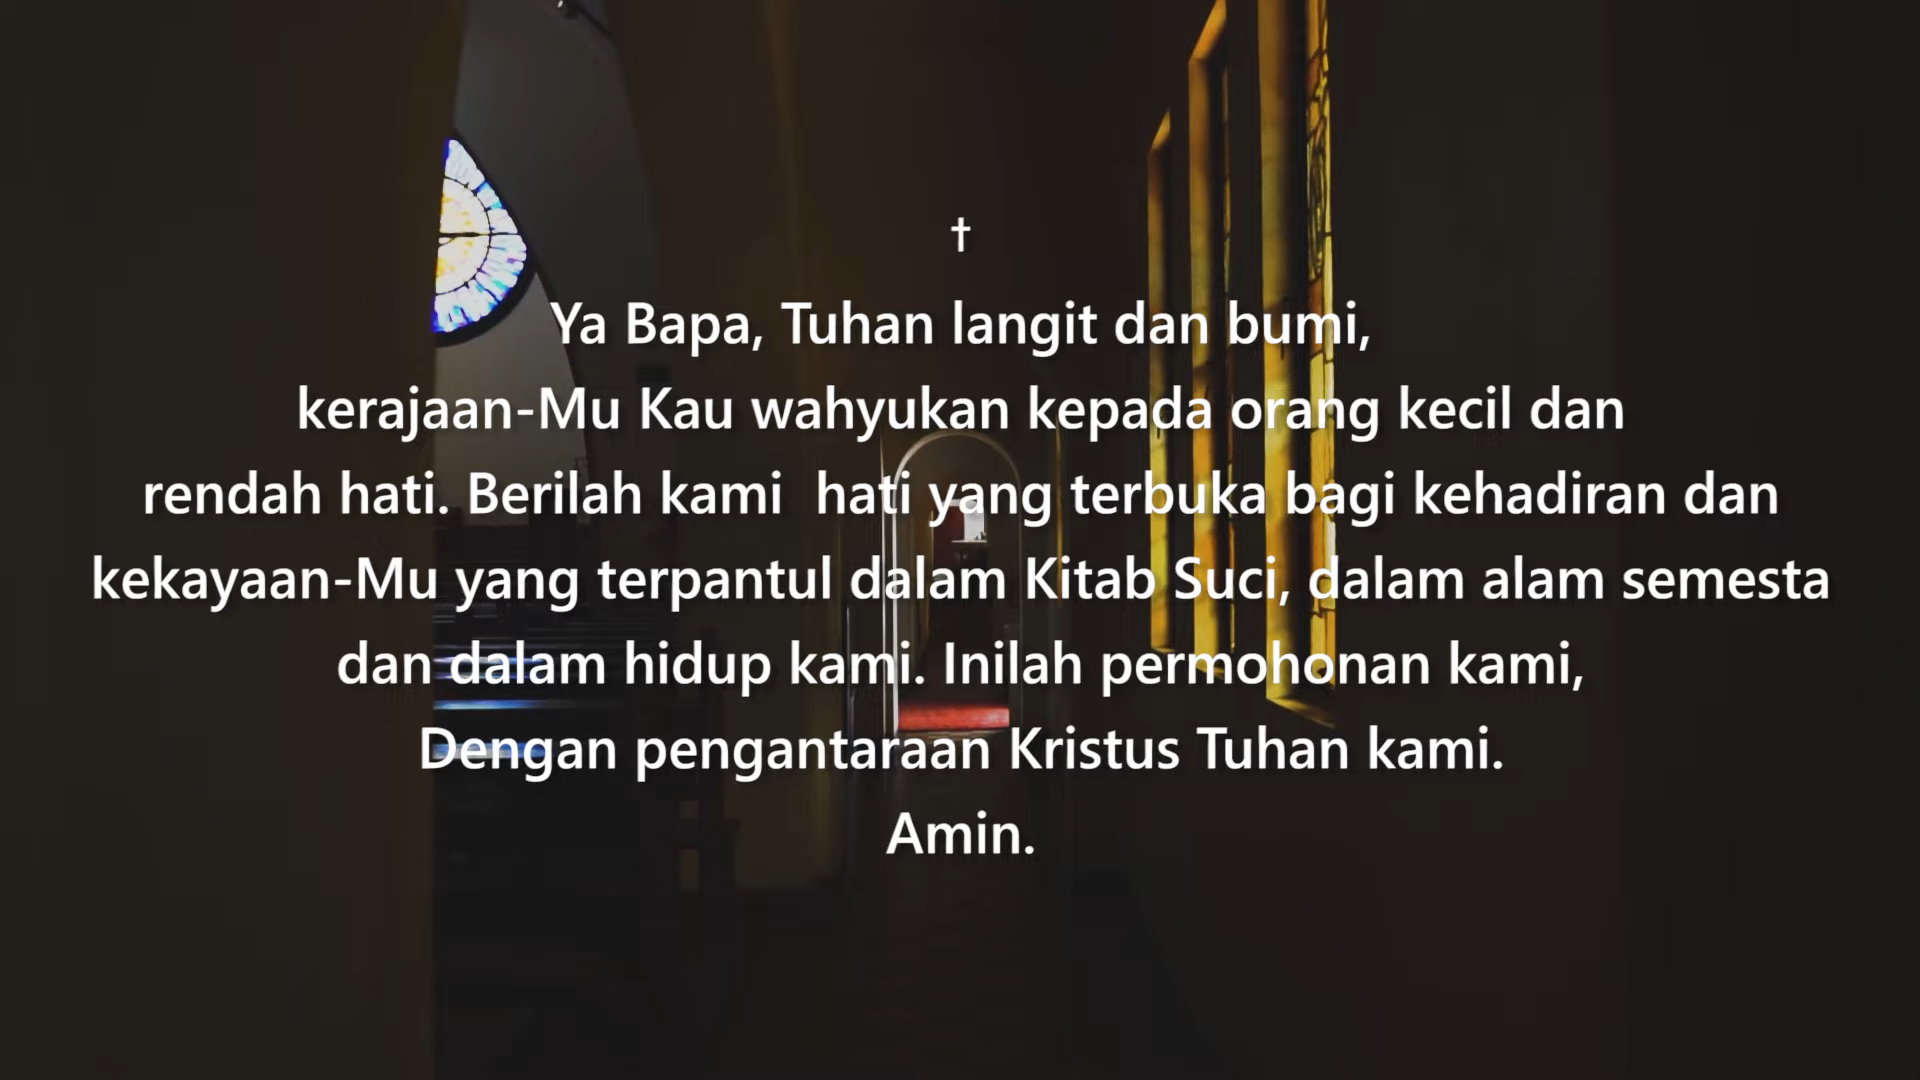 †
Ya Bapa, Tuhan langit dan bumi,
kerajaan-Mu Kau wahyukan kepada orang kecil dan
rendah hati. Berilah kami  hati yang terbuka bagi kehadiran dan
kekayaan-Mu yang terpantul dalam Kitab Suci, dalam alam semesta
dan dalam hidup kami. Inilah permohonan kami,
Dengan pengantaraan Kristus Tuhan kami.
Amin.